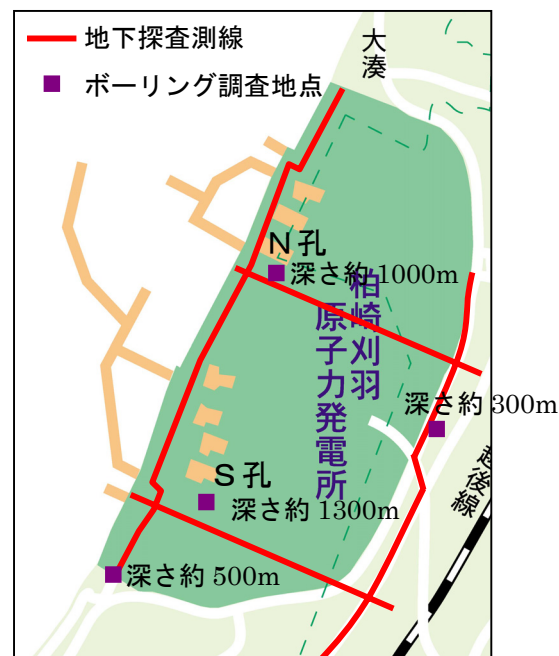 地下探査測線
ボーリング調査地点
大湊
N孔
深さ約 1000m
柏崎刈羽
原子力発電所
深さ約 300m
越後線
S孔
深さ約 1300m
深さ約 500m